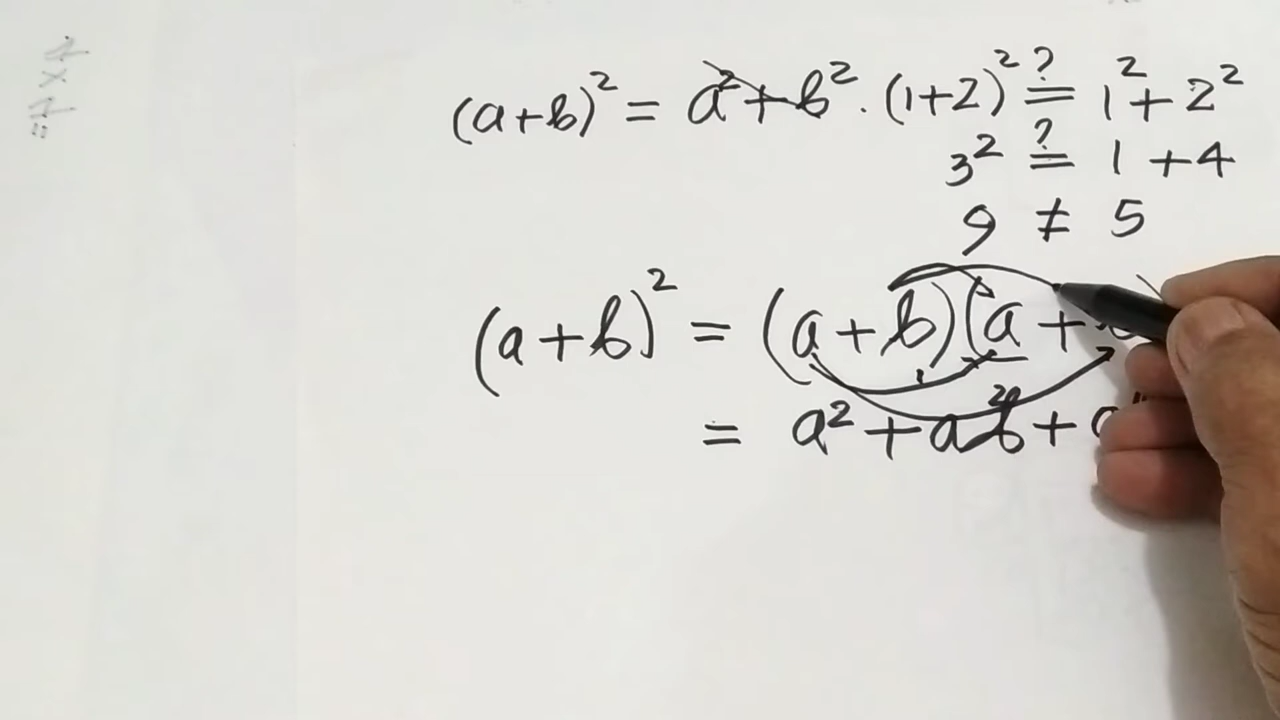 (a+b)² = a²+b² . (1+2)² ≟ 1²+2²
3² ≟ 1+4
9 ≠ 5
(a+b)² = (a+b)(a+
= a²+ab+